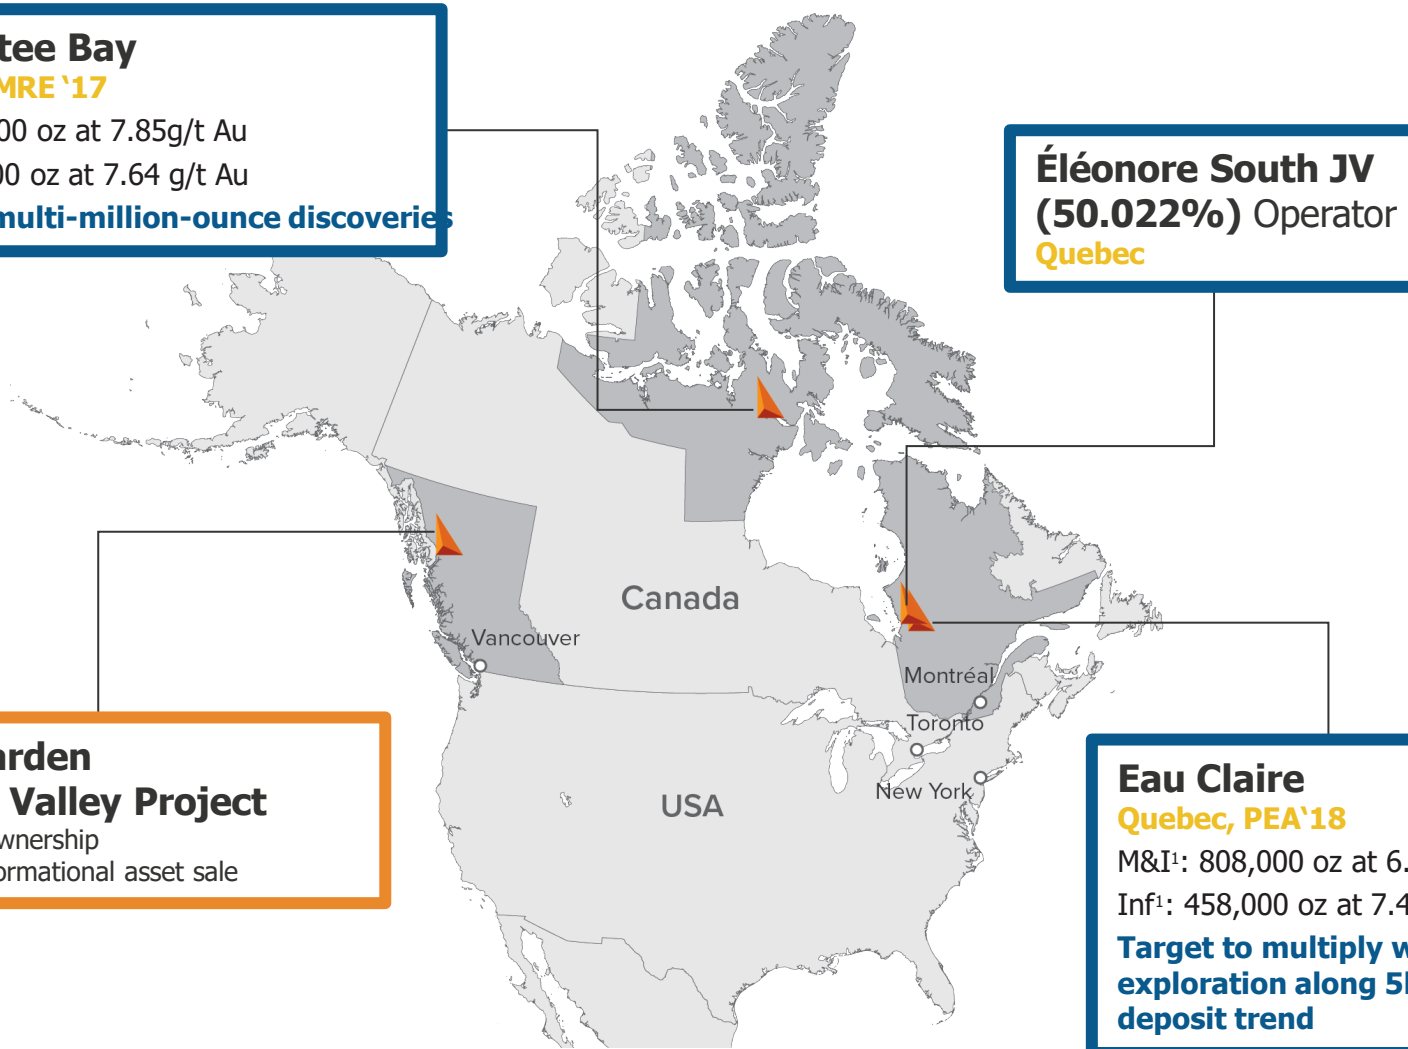 tee Bay
MRE ‘17
00 oz at 7.85g/t Au
00 oz at 7.64 g/t Au
multi-million-ounce discoveries
Éléonore South JV
(50.022%) Operator
Quebec
Canada
Vancouver
Montréal
Toronto
New York
USA
arden
Valley Project
wnership
ormational asset sale
Eau Claire
Quebec, PEA‘18
M&I¹: 808,000 oz at 6.
Inf¹: 458,000 oz at 7.4
Target to multiply w
exploration along 5
deposit trend